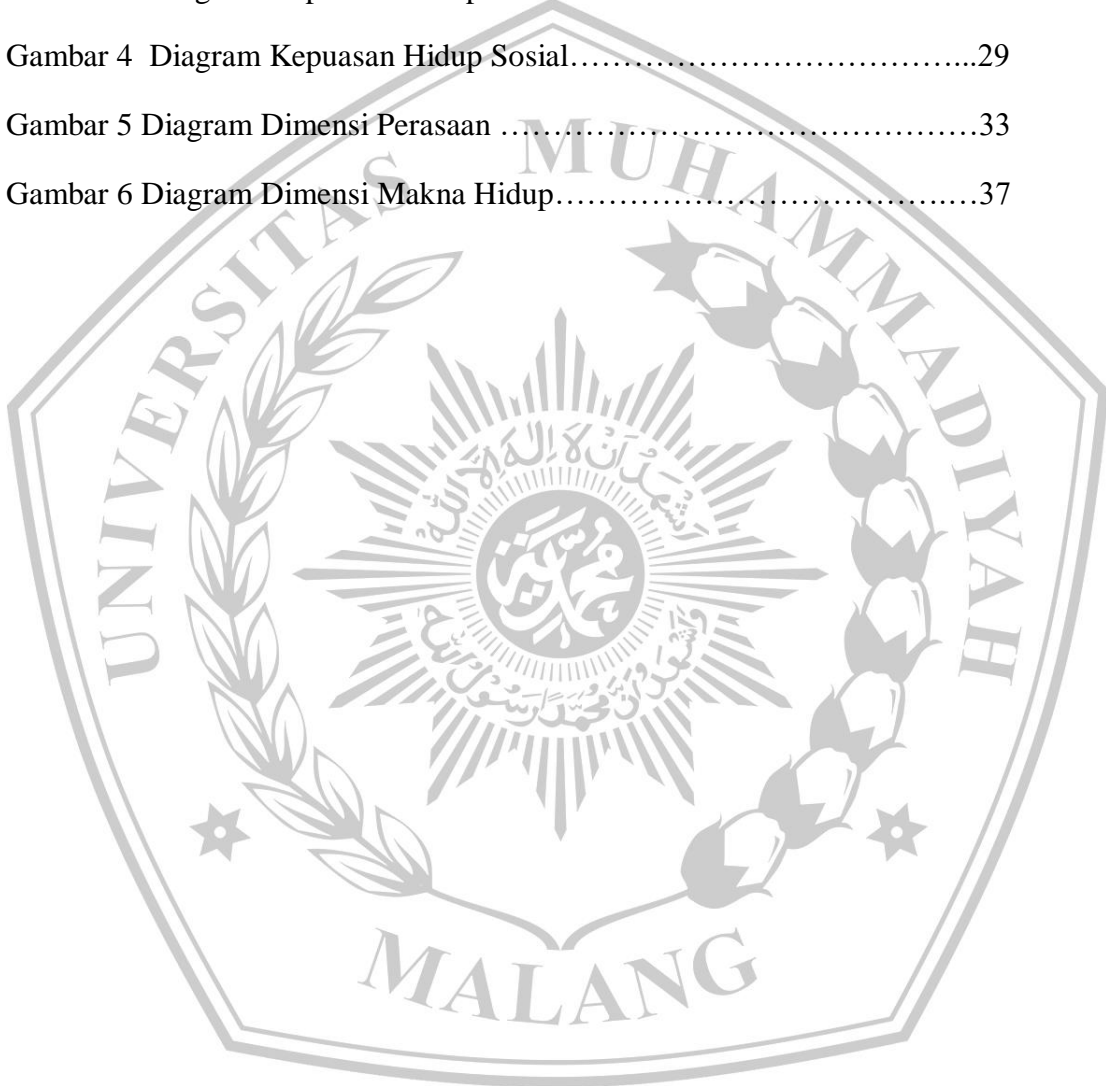 Gambar 4  Diagram Kepuasan Hidup Sosial………………………………...29
Gambar 5 Diagram Dimensi Perasaan ………………………………………33
Gambar 6 Diagram Dimensi Makna Hidup……………………………….…37
UNIVERSITAS MUHAMMADIYAH
MALANG